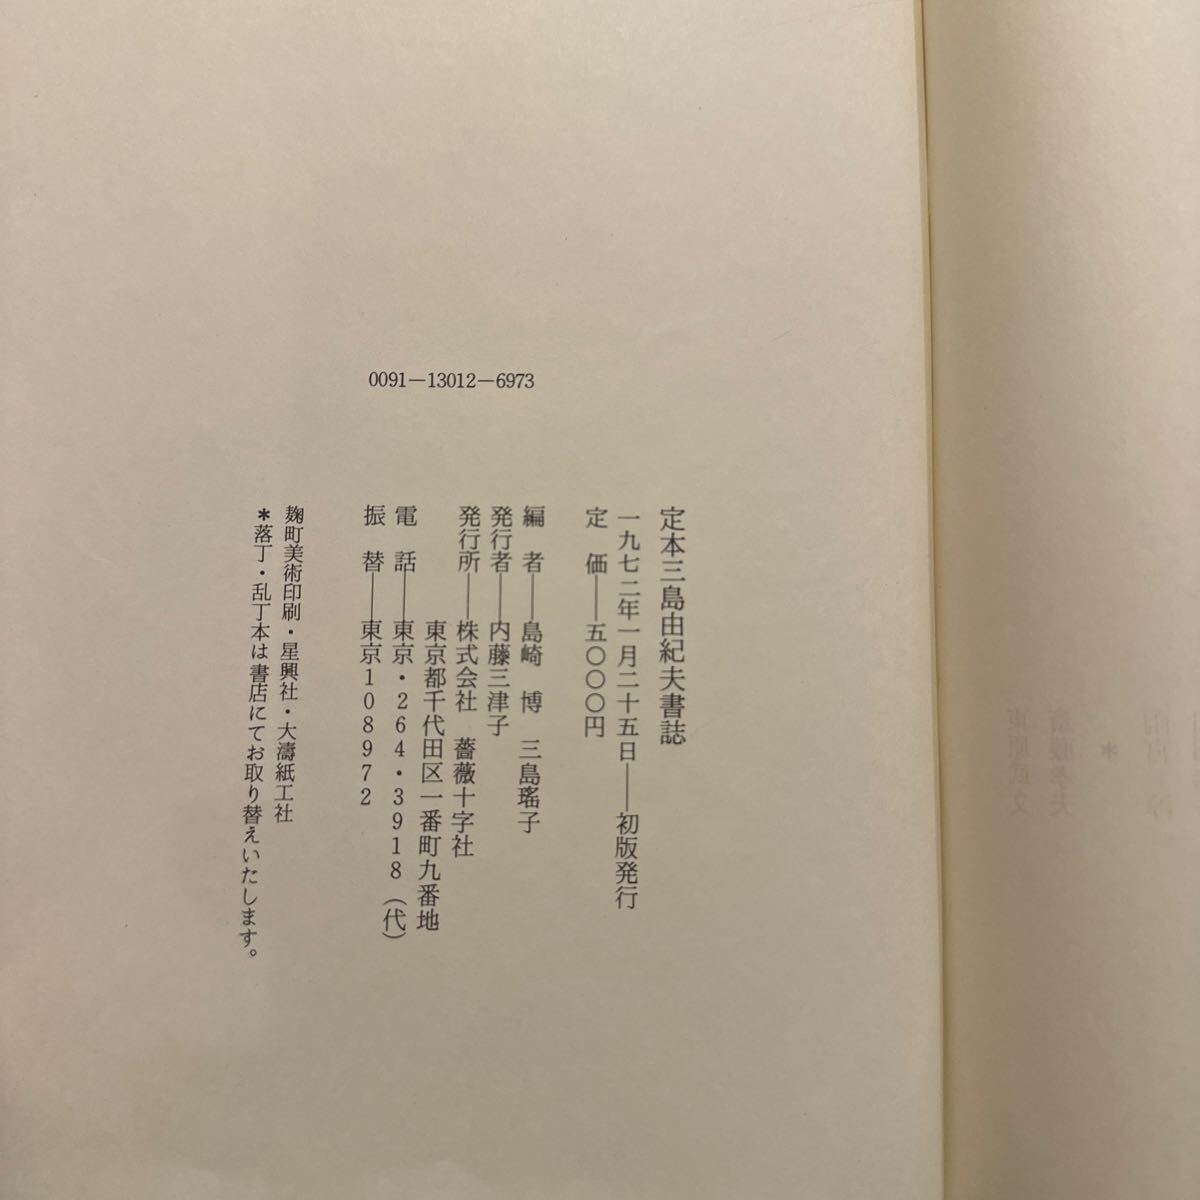 0091―13012―6973
定本三島由紀夫書誌
一九七二年一月二十五日――初版発行
定　価――五〇〇〇円
編　者――島崎　博　三島瑤子
発行者――内藤三津子
発行所――株式会社　薔薇十字社
東京都千代田区一番町九番地
電　話――東京・264・3918（代）
振　替――東京108972
麹町美術印刷・星興社・大濤紙工社
＊落丁・乱丁本は書店にてお取り替えいたします。